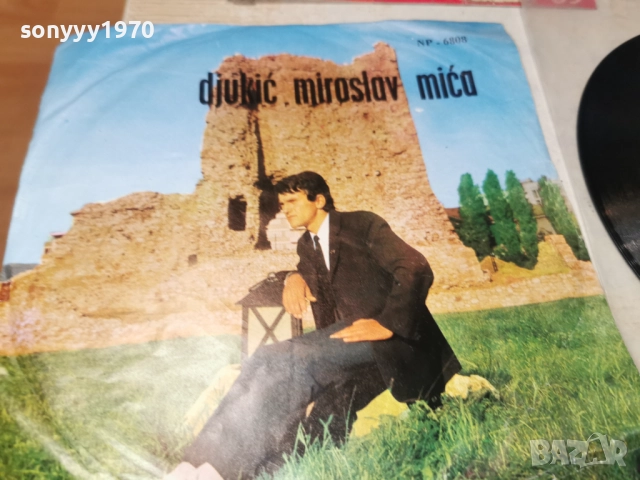 sonyyy1970
NP - 6808
djukić miroslav mića
BAZAR